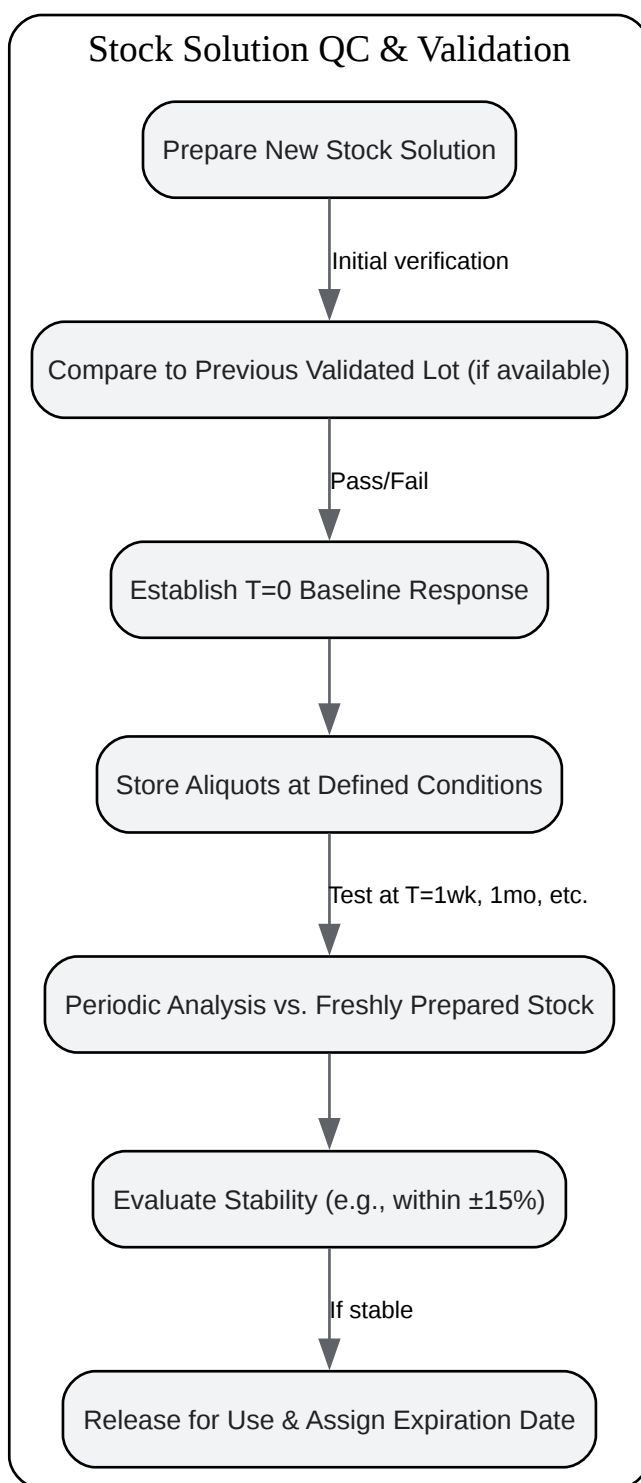 Stock Solution QC & Validation
Prepare New Stock Solution
Initial verification
Compare to Previous Validated Lot (if available)
Pass/Fail
Establish T=0 Baseline Response
Store Aliquots at Defined Conditions
Test at T=1wk, 1mo, etc.
Periodic Analysis vs. Freshly Prepared Stock
Evaluate Stability (e.g., within ±15%)
If stable
Release for Use & Assign Expiration Date